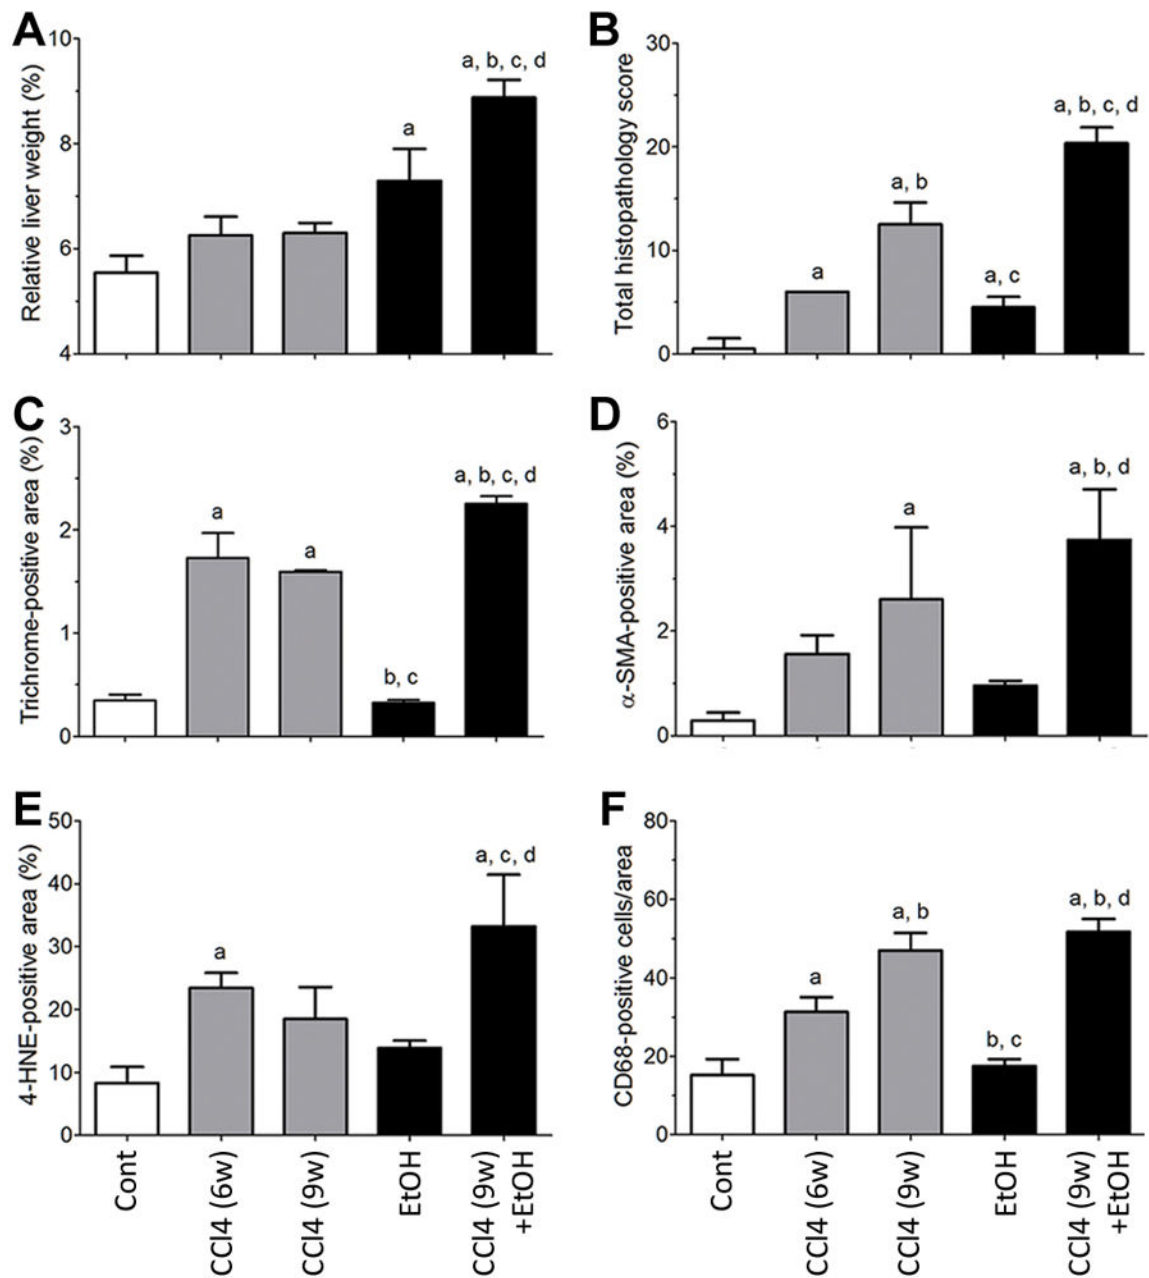 A
Relative liver weight (%)
10
8
6
4
a
a, b, c, d
B
Total histopathology score
30
20
10
0
a
a, b
a, c
a, b, c, d
C
Trichrome-positive area (%)
3
2
1
0
a
a
b, c
a, b, c, d
D
α-SMA-positive area (%)
6
4
2
0
a
a, b, d
E
4-HNE-positive area (%)
50
40
30
20
10
0
a
a, c, d
Cont
CCl4 (6w)
CCl4 (9w)
EtOH
CCl4 (9w)
+EtOH
F
CD68-positive cells/area
80
60
40
20
0
a
a, b
b, c
a, b, d
Cont
CCl4 (6w)
CCl4 (9w)
EtOH
CCl4 (9w)
+EtOH